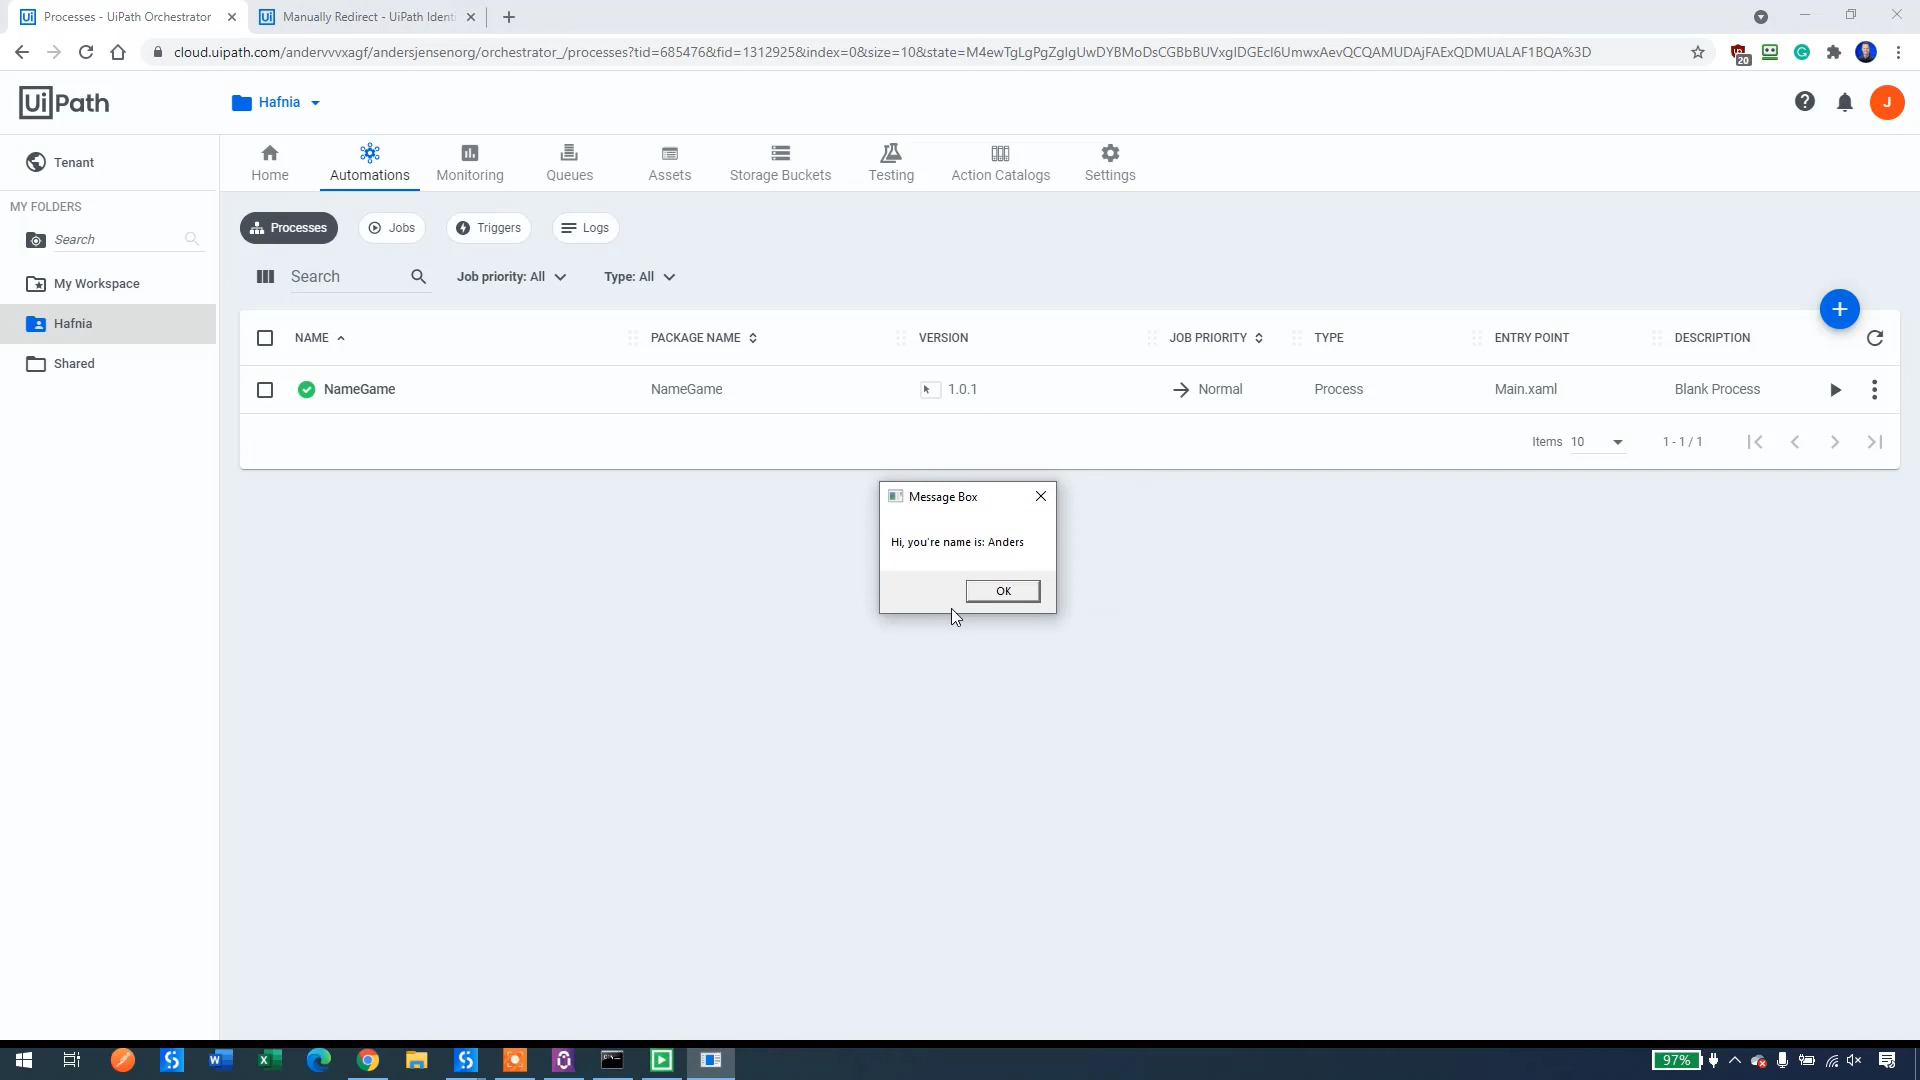 Processes - UiPath Orchestrator
Manually Redirect - UiPath Ident
cloud.uipath.com/andervvvxagf/andersjensenorg/orchestrator_/processes?tid=685476&fid=1312925&index=0&size=10&state=M4ewTgLgPgZglgUwDYBMoDsCGBbBUVxgIDGEcI6UmwxAevQCQAMUDAjFAExQDMUALAF1BQA%3D
20
UiPath
Hafnia
J
Tenant
Home
Automations
Monitoring
Queues
Assets
Storage Buckets
Testing
Action Catalogs
Settings
MY FOLDERS
Search
My Workspace
Hafnia
Shared
Processes
Jobs
Triggers
Logs
Search
Job priority: All
Type: All
NAME
PACKAGE NAME
VERSION
JOB PRIORITY
TYPE
ENTRY POINT
DESCRIPTION
NameGame
NameGame
1.0.1
Normal
Process
Main.xaml
Blank Process
Items 10
1 - 1 / 1
Message Box
Hi, you're name is: Anders
OK
97%